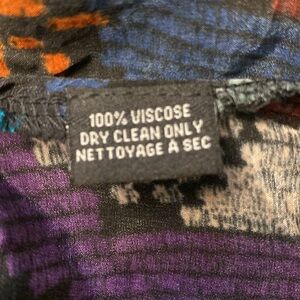 100% VISCOSE
DRY CLEAN ONLY
NETTOYAGE À SEC